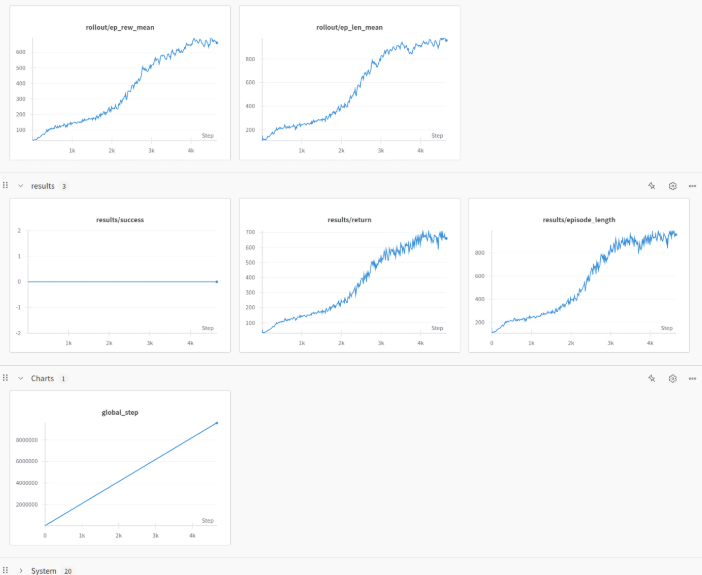 rollout/ep_rew_mean
600
500
400
300
200
100
Step
1k 2k 3k 4k
rollout/ep_len_mean
800
600
400
200
Step
1k 2k 3k 4k
results 3
results/success
2
1
0
-1
-2
Step
1k 2k 3k 4k
results/return
700
600
500
400
300
200
100
Step
1k 2k 3k 4k
results/episode_length
800
600
400
200
Step
0 1k 2k 3k 4k
Charts 1
global_step
8000000
6000000
4000000
2000000
Step
0 1k 2k 3k 4k
System 20